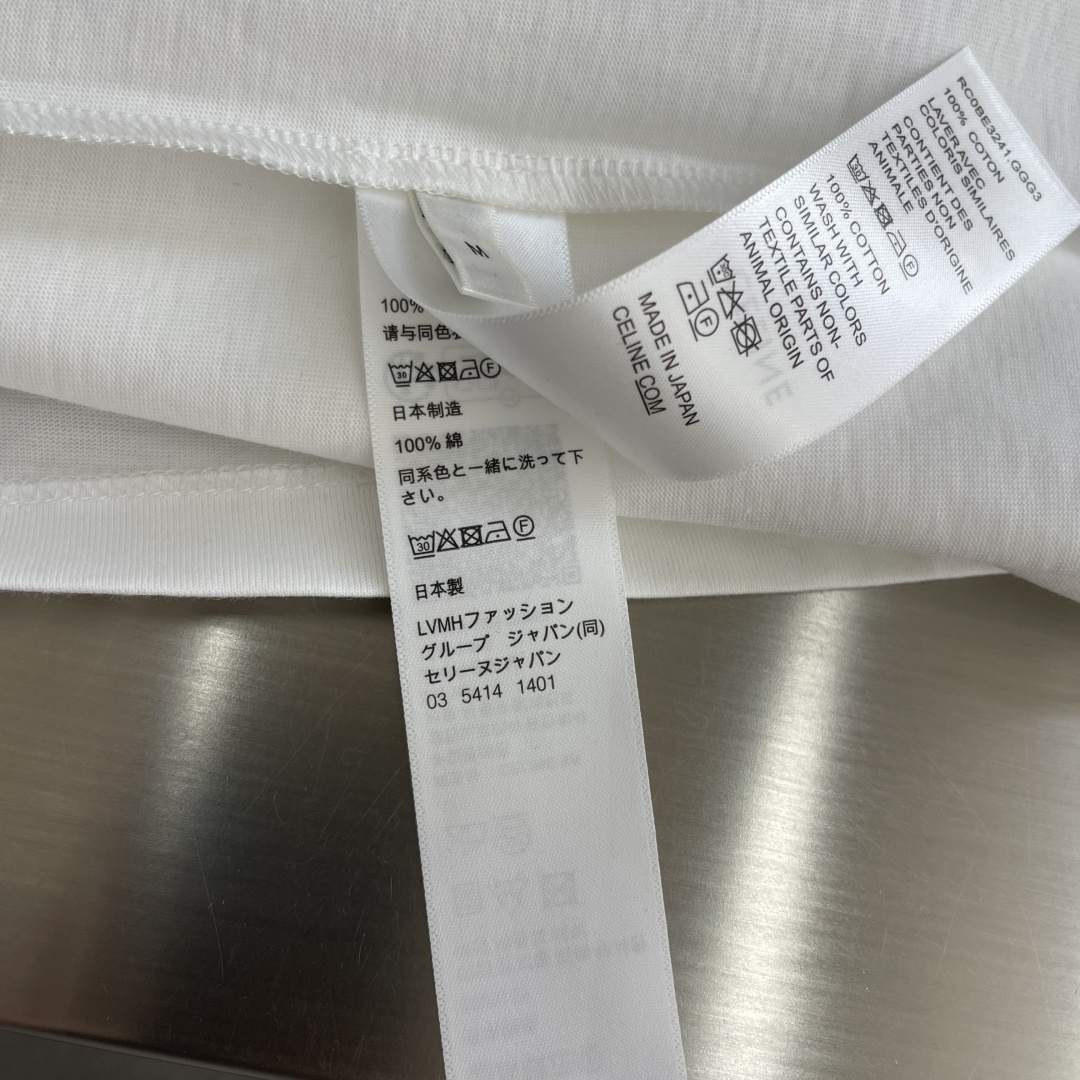 M
100%
请与同色
30
F
日本制造
100% 綿
同系色と一緒に洗って下
さい。
30
F
日本製
LVMHファッション
グループ ジャパン(同)
セリーヌジャパン
03 5414 1401
RC0BE3241.GGG3
100% COTON
LAVER AVEC
COLORIS SIMILAIRES
CONTIENT DES
PARTIES NON
TEXTILES D'ORIGINE
ANIMALE
30
F
100% COTTON
WASH WITH
SIMILAR COLORS
CONTAINS NON-
TEXTILE PARTS OF
ANIMAL ORIGIN
30
F
MADE IN JAPAN
CELINE.COM